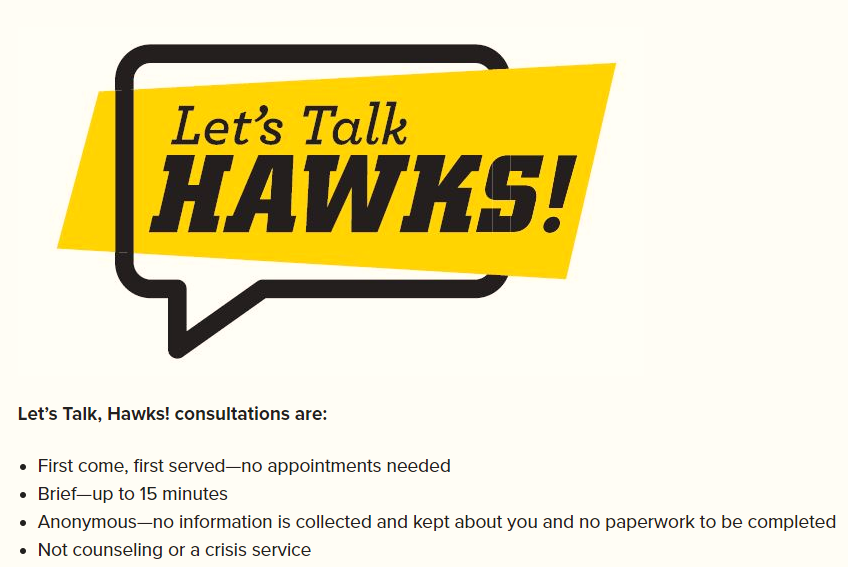 Let's Talk
HAWKS!
Let's Talk, Hawks! consultations are:
First come, first served—no appointments needed
Brief—up to 15 minutes
Anonymous—no information is collected and kept about you and no paperwork to be completed
Not counseling or a crisis service